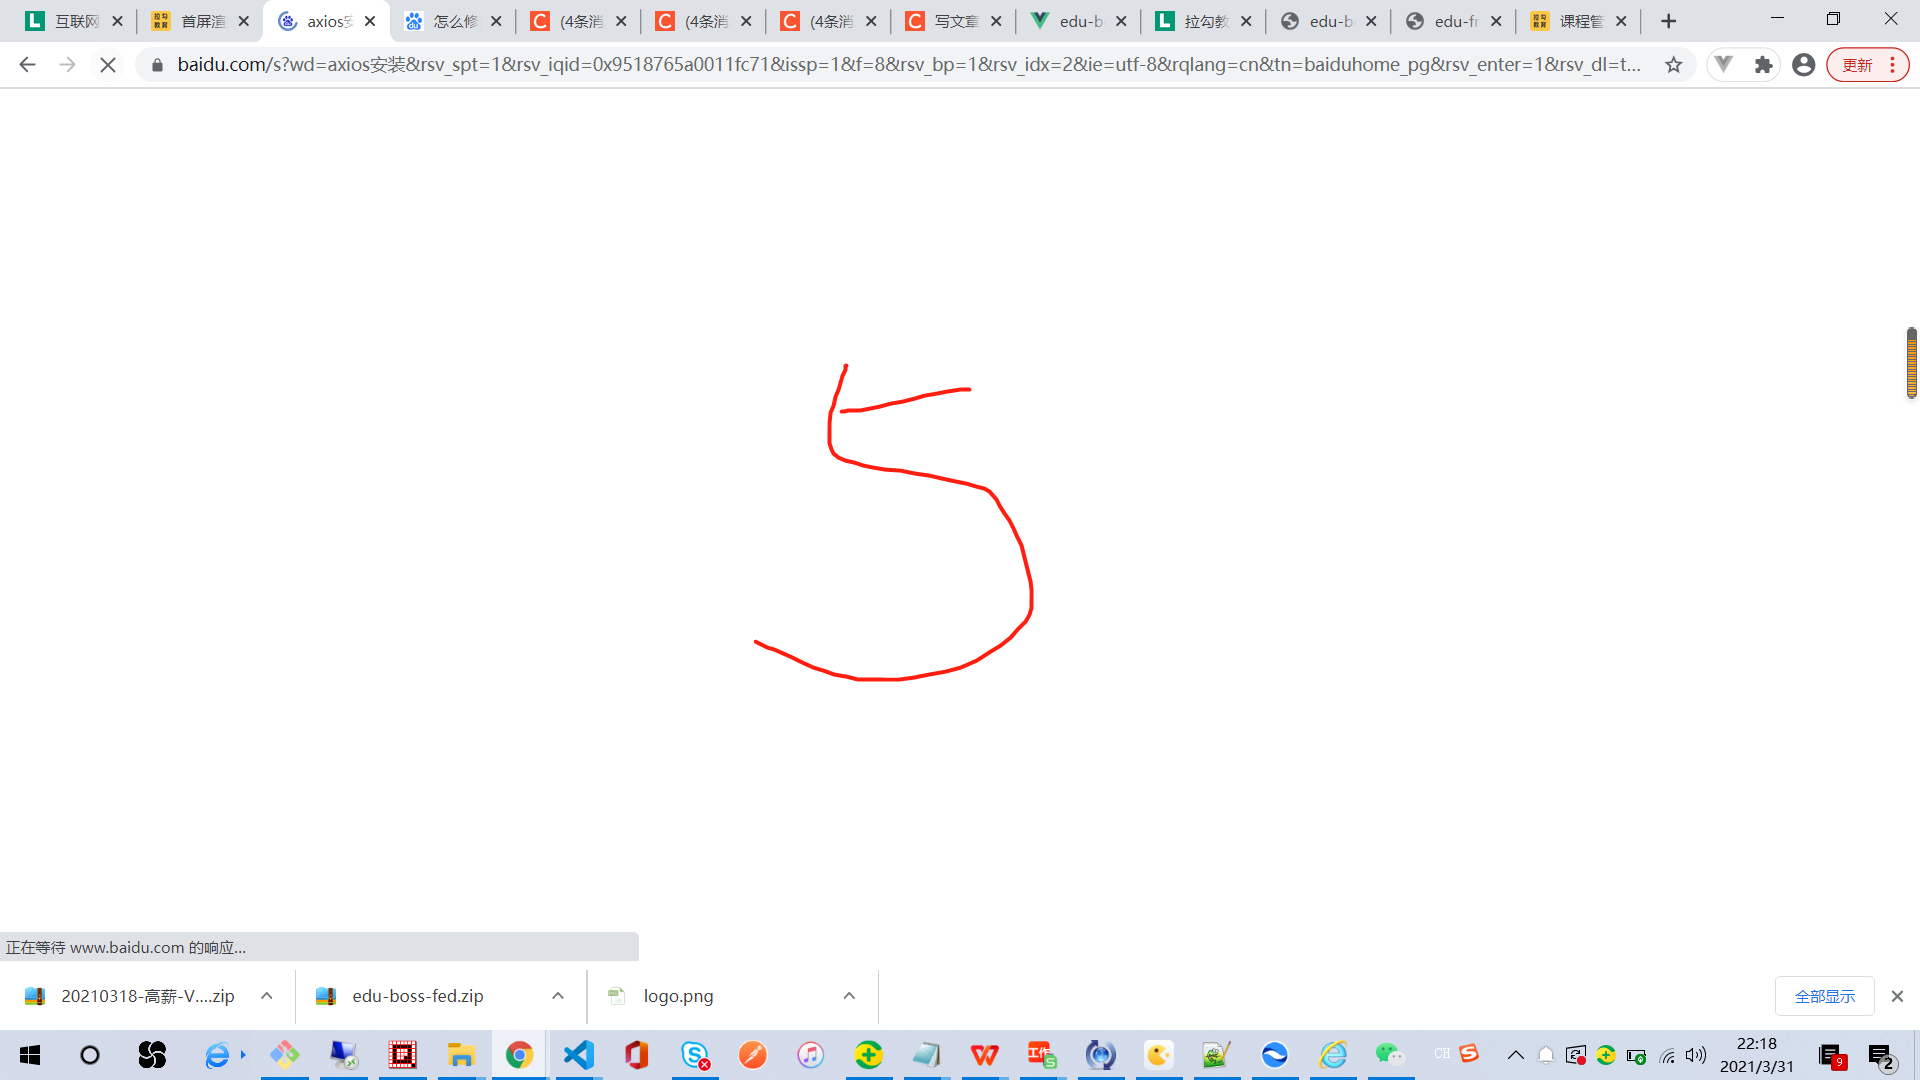 互联网
首屏渲
axios安
怎么修
(4条消
(4条消
(4条消
写文章
edu-b
拉勾教
edu-b
edu-fr
课程管
baidu.com/s?wd=axios安装&rsv_spt=1&rsv_iqid=0x9518765a0011fc71&issp=1&f=8&rsv_bp=1&rsv_idx=2&ie=utf-8&rqlang=cn&tn=baiduhome_pg&rsv_enter=1&rsv_dl=t...
更新
5
正在等待 www.baidu.com 的响应...
20210318-高薪-V....zip
edu-boss-fed.zip
logo.png
全部显示
CH
22:18
2021/3/31
9
2